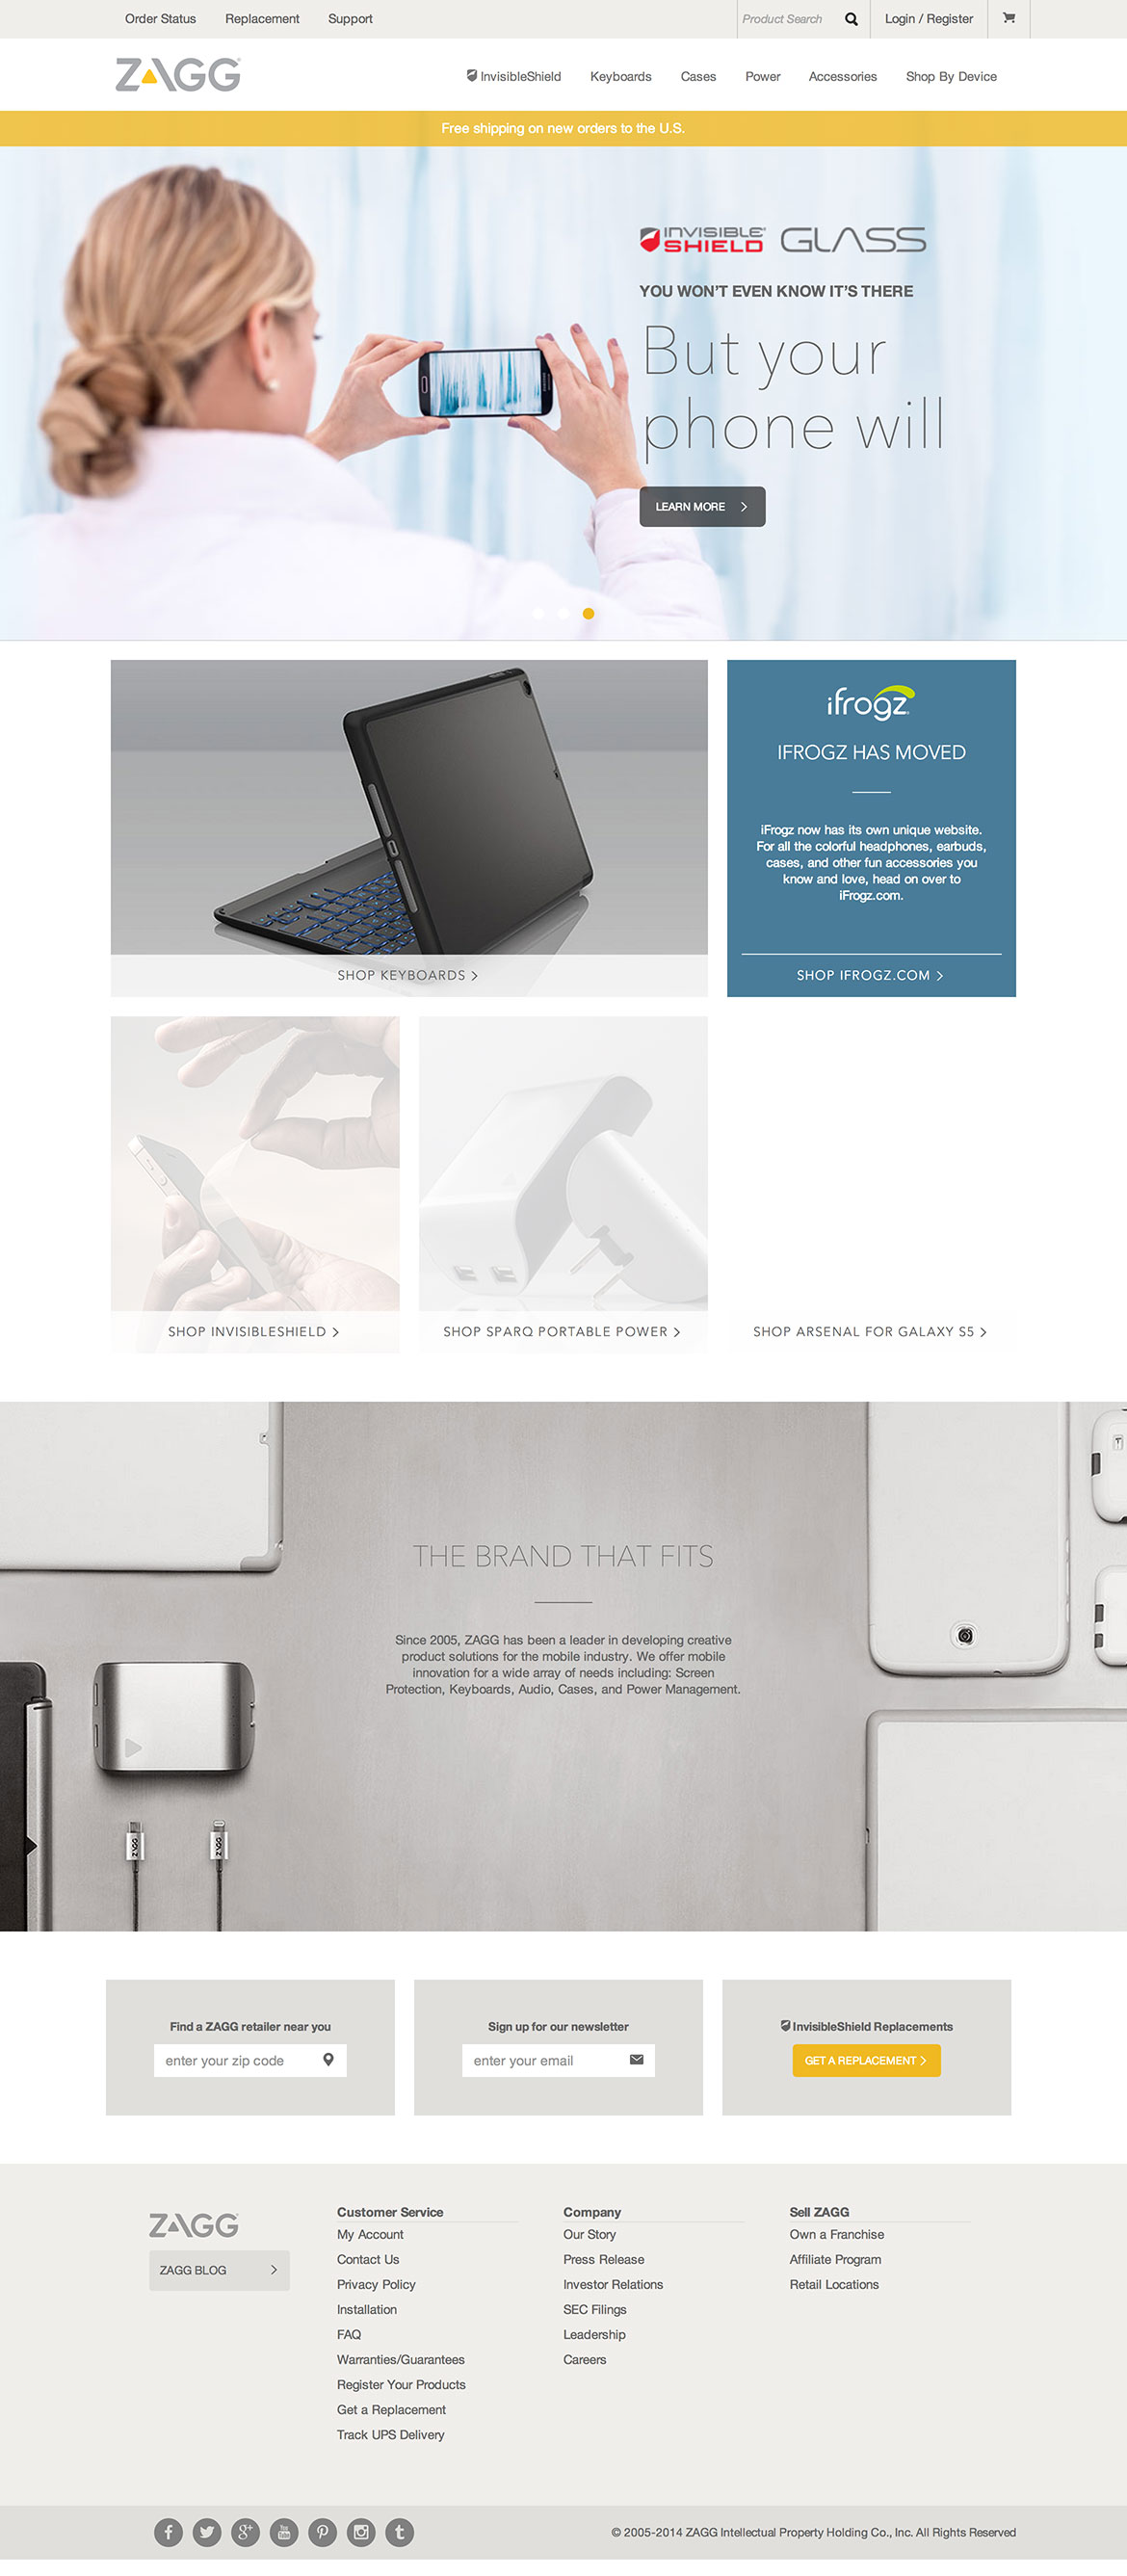 Order Status Replacement Support Product Search Login / Register
ZAGG
InvisibleShield Keyboards Cases Power Accessories Shop By Device
Free shipping on new orders to the U.S.
INVISIBLE SHIELD GLASS
YOU WON'T EVEN KNOW IT'S THERE
But your
phone will
LEARN MORE
ifrogz
IFROGZ HAS MOVED
iFrogz now has its own unique website.
For all the colorful headphones, earbuds,
cases, and other fun accessories you
know and love, head on over to
iFrogz.com.
SHOP KEYBOARDS
SHOP IFROGZ.COM
SHOP INVISIBLESHIELD
SHOP SPARQ PORTABLE POWER
SHOP ARSENAL FOR GALAXY S5
THE BRAND THAT FITS
Since 2005, ZAGG has been a leader in developing creative
product solutions for the mobile industry. We offer mobile
innovation for a wide array of needs including: Screen
Protection, Keyboards, Audio, Cases, and Power Management.
ZAGG
ZAGG
Find a ZAGG retailer near you
enter your zip code
Sign up for our newsletter
enter your email
InvisibleShield Replacements
GET A REPLACEMENT
ZAGG
ZAGG BLOG
Customer Service
My Account
Contact Us
Privacy Policy
Installation
FAQ
Warranties/Guarantees
Register Your Products
Get a Replacement
Track UPS Delivery
Company
Our Story
Press Release
Investor Relations
SEC Filings
Leadership
Careers
Sell ZAGG
Own a Franchise
Affiliate Program
Retail Locations
© 2005-2014 ZAGG Intellectual Property Holding Co., Inc. All Rights Reserved